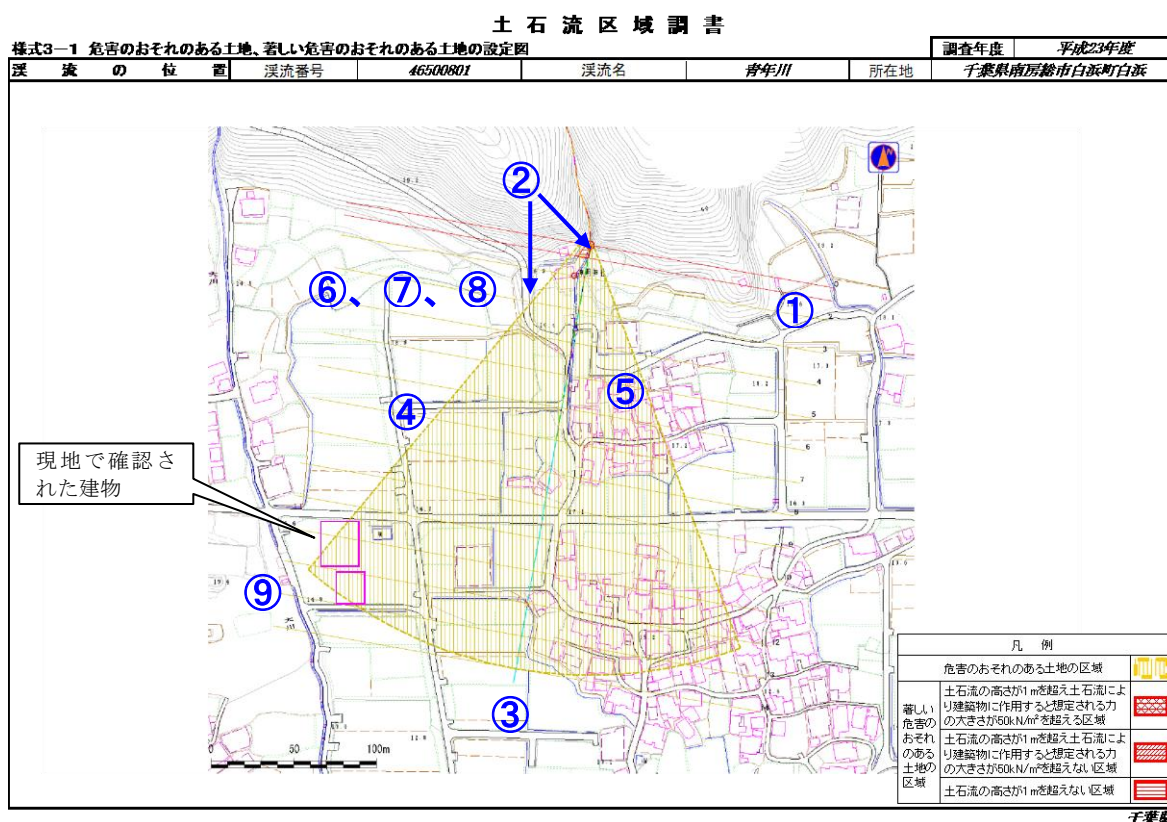 土石流区域調書
様式3－1 危害のおそれのある土地、著しい危害のおそれのある土地の設定図
調査年度 平成23年度
渓流の位置 渓流番号 46500801 渓流名 青年川 所在地 千葉県南房総市白浜町白浜
②
⑥、⑦、⑧
①
④
⑤
現地で確認さ
れた建物
⑨
③
0 50 100m
凡 例
危害のおそれのある土地の区域
著しい
危害の
おそれ
のある
土地の
区域
土石流の高さが1mを超え土石流によ
り建築物に作用すると想定される力
の大きさが50kN/㎡を超える区域
土石流の高さが1mを超え土石流によ
り建築物に作用すると想定される力
の大きさが50kN/㎡を超えない区域
土石流の高さが1mを超えない区域
千葉県